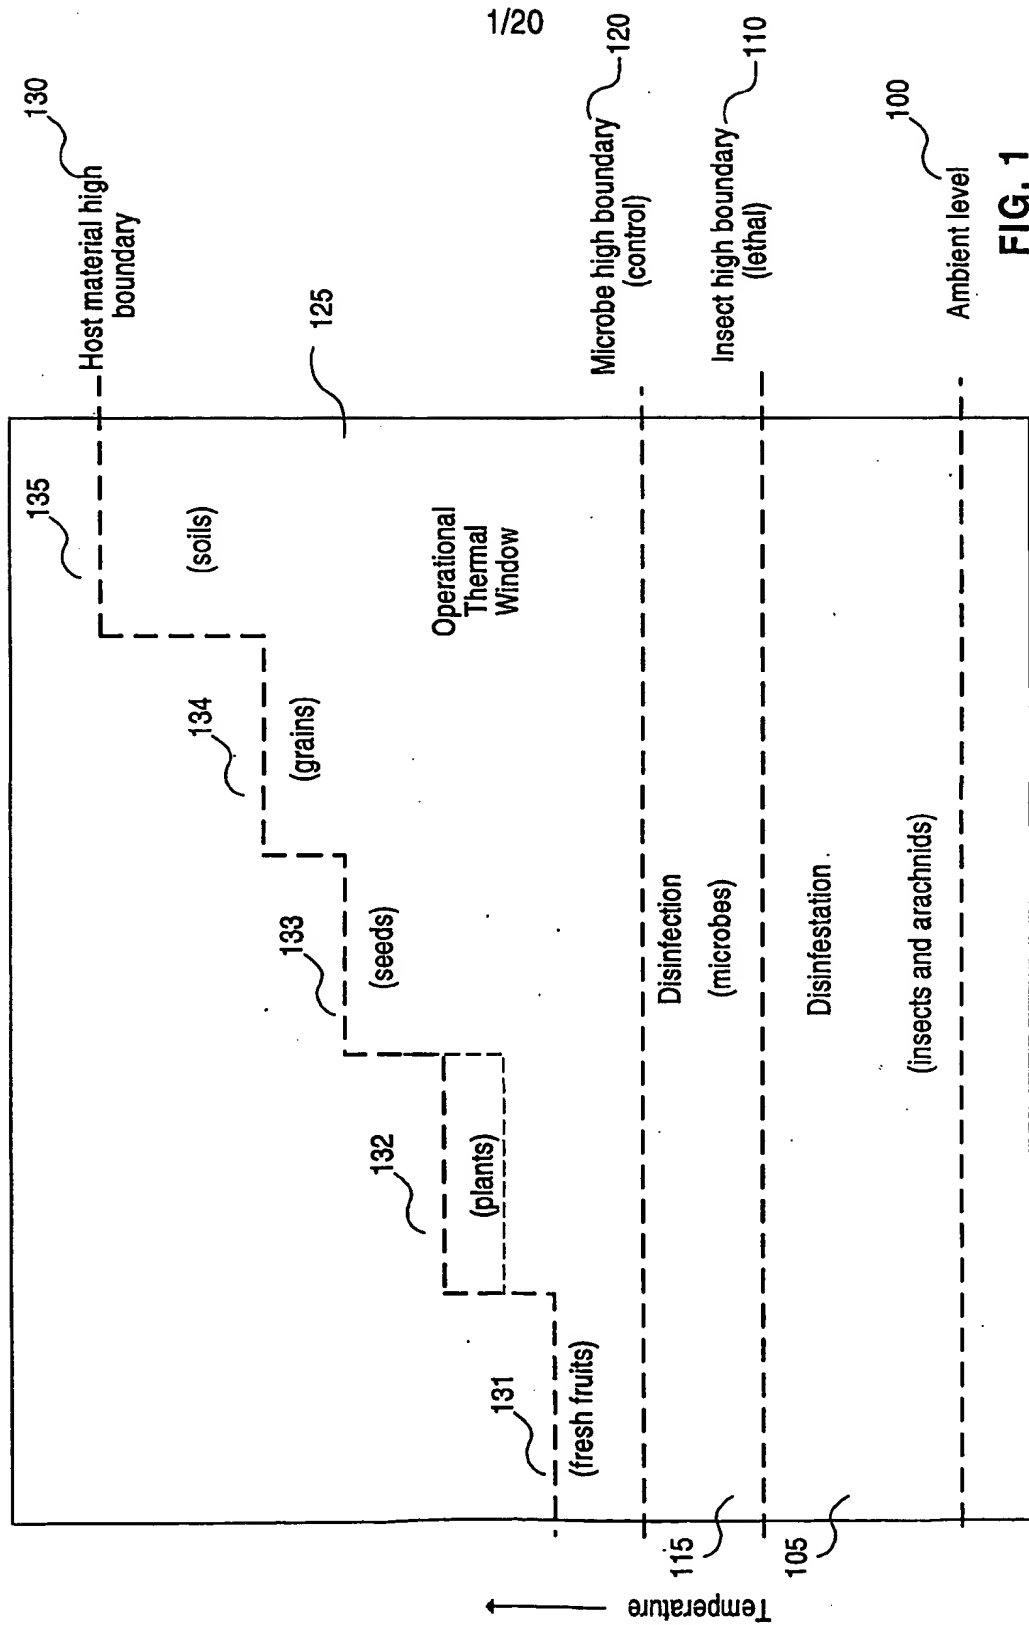 1/20
130
Host material high
boundary
135
125
(soils)
134
Operational
Thermal
Window
(grains)
133
(seeds)
132
(plants)
131
(fresh fruits)
120
Microbe high boundary
(control)
Disinfection
(microbes)
115
110
Insect high boundary
(lethal)
Disinfestation
105
(insects and arachnids)
100
Ambient level
Temperature
FIG. 1